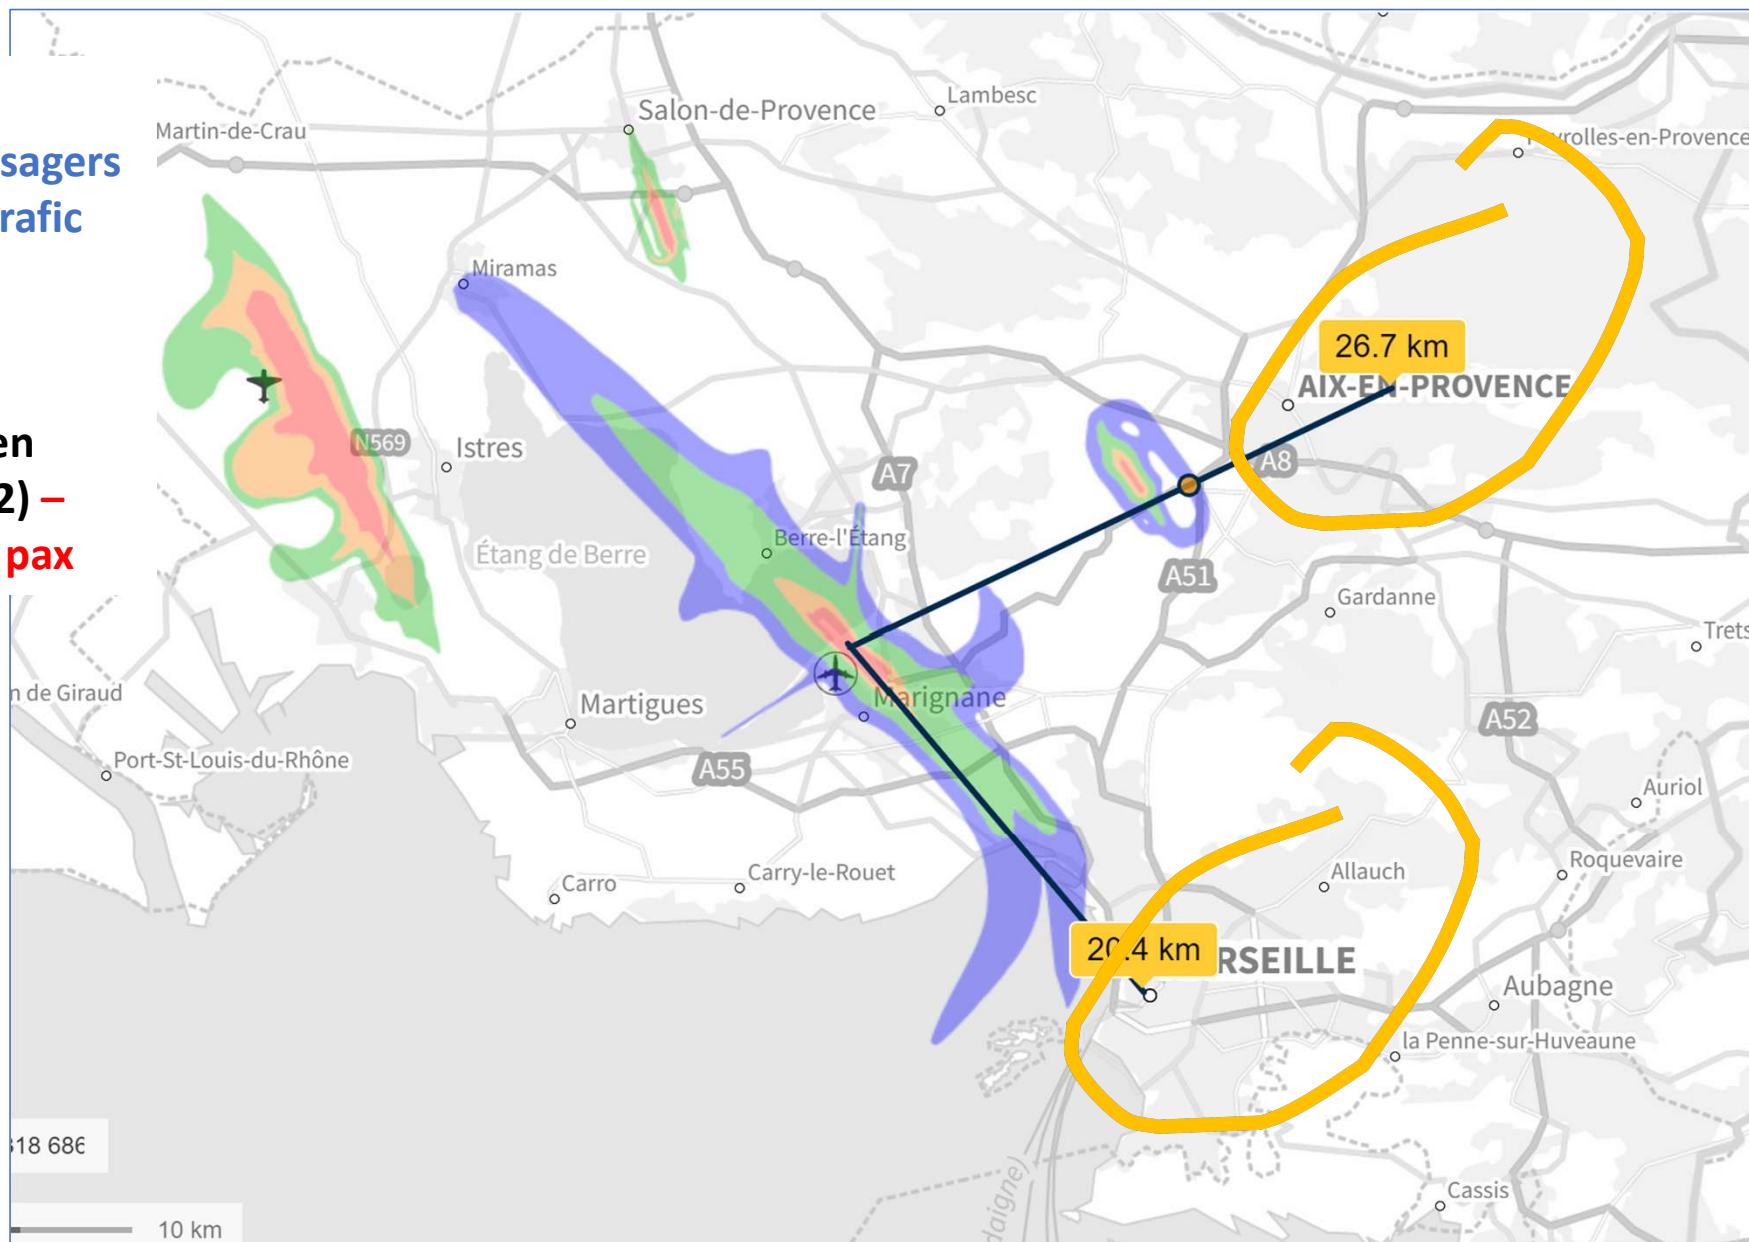 sagers
rafic
en
2) –
pax
Martin-de-Crau
Salon-de-Provence
Lambesc
Miramas
26.7 km
AIX-EN-PROVENCE
N569
Istres
A7
A8
Étang de Berre
Berre-l'Étang
A51
Gardanne
Trets
n de Giraud
Martigues
Marignane
A52
Port-St-Louis-du-Rhône
A55
Auriol
Carro
Carry-le-Rouet
Allauch
Roquevaire
20.4 km
RSEILLE
Aubagne
la Penne-sur-Huveaune
Cassis
18 686
10 km